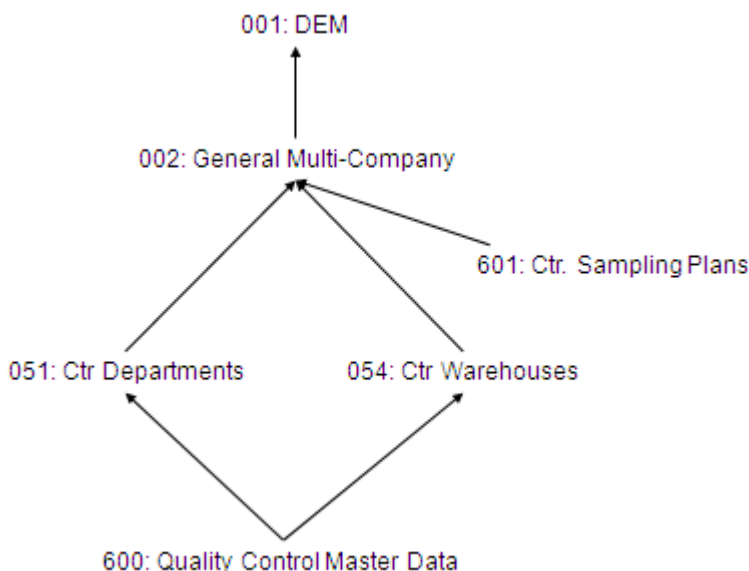 001: DEM
002: General Multi-Company
601: Ctr. Sampling Plans
051: Ctr Departments
054: Ctr Warehouses
600: Quality Control Master Data